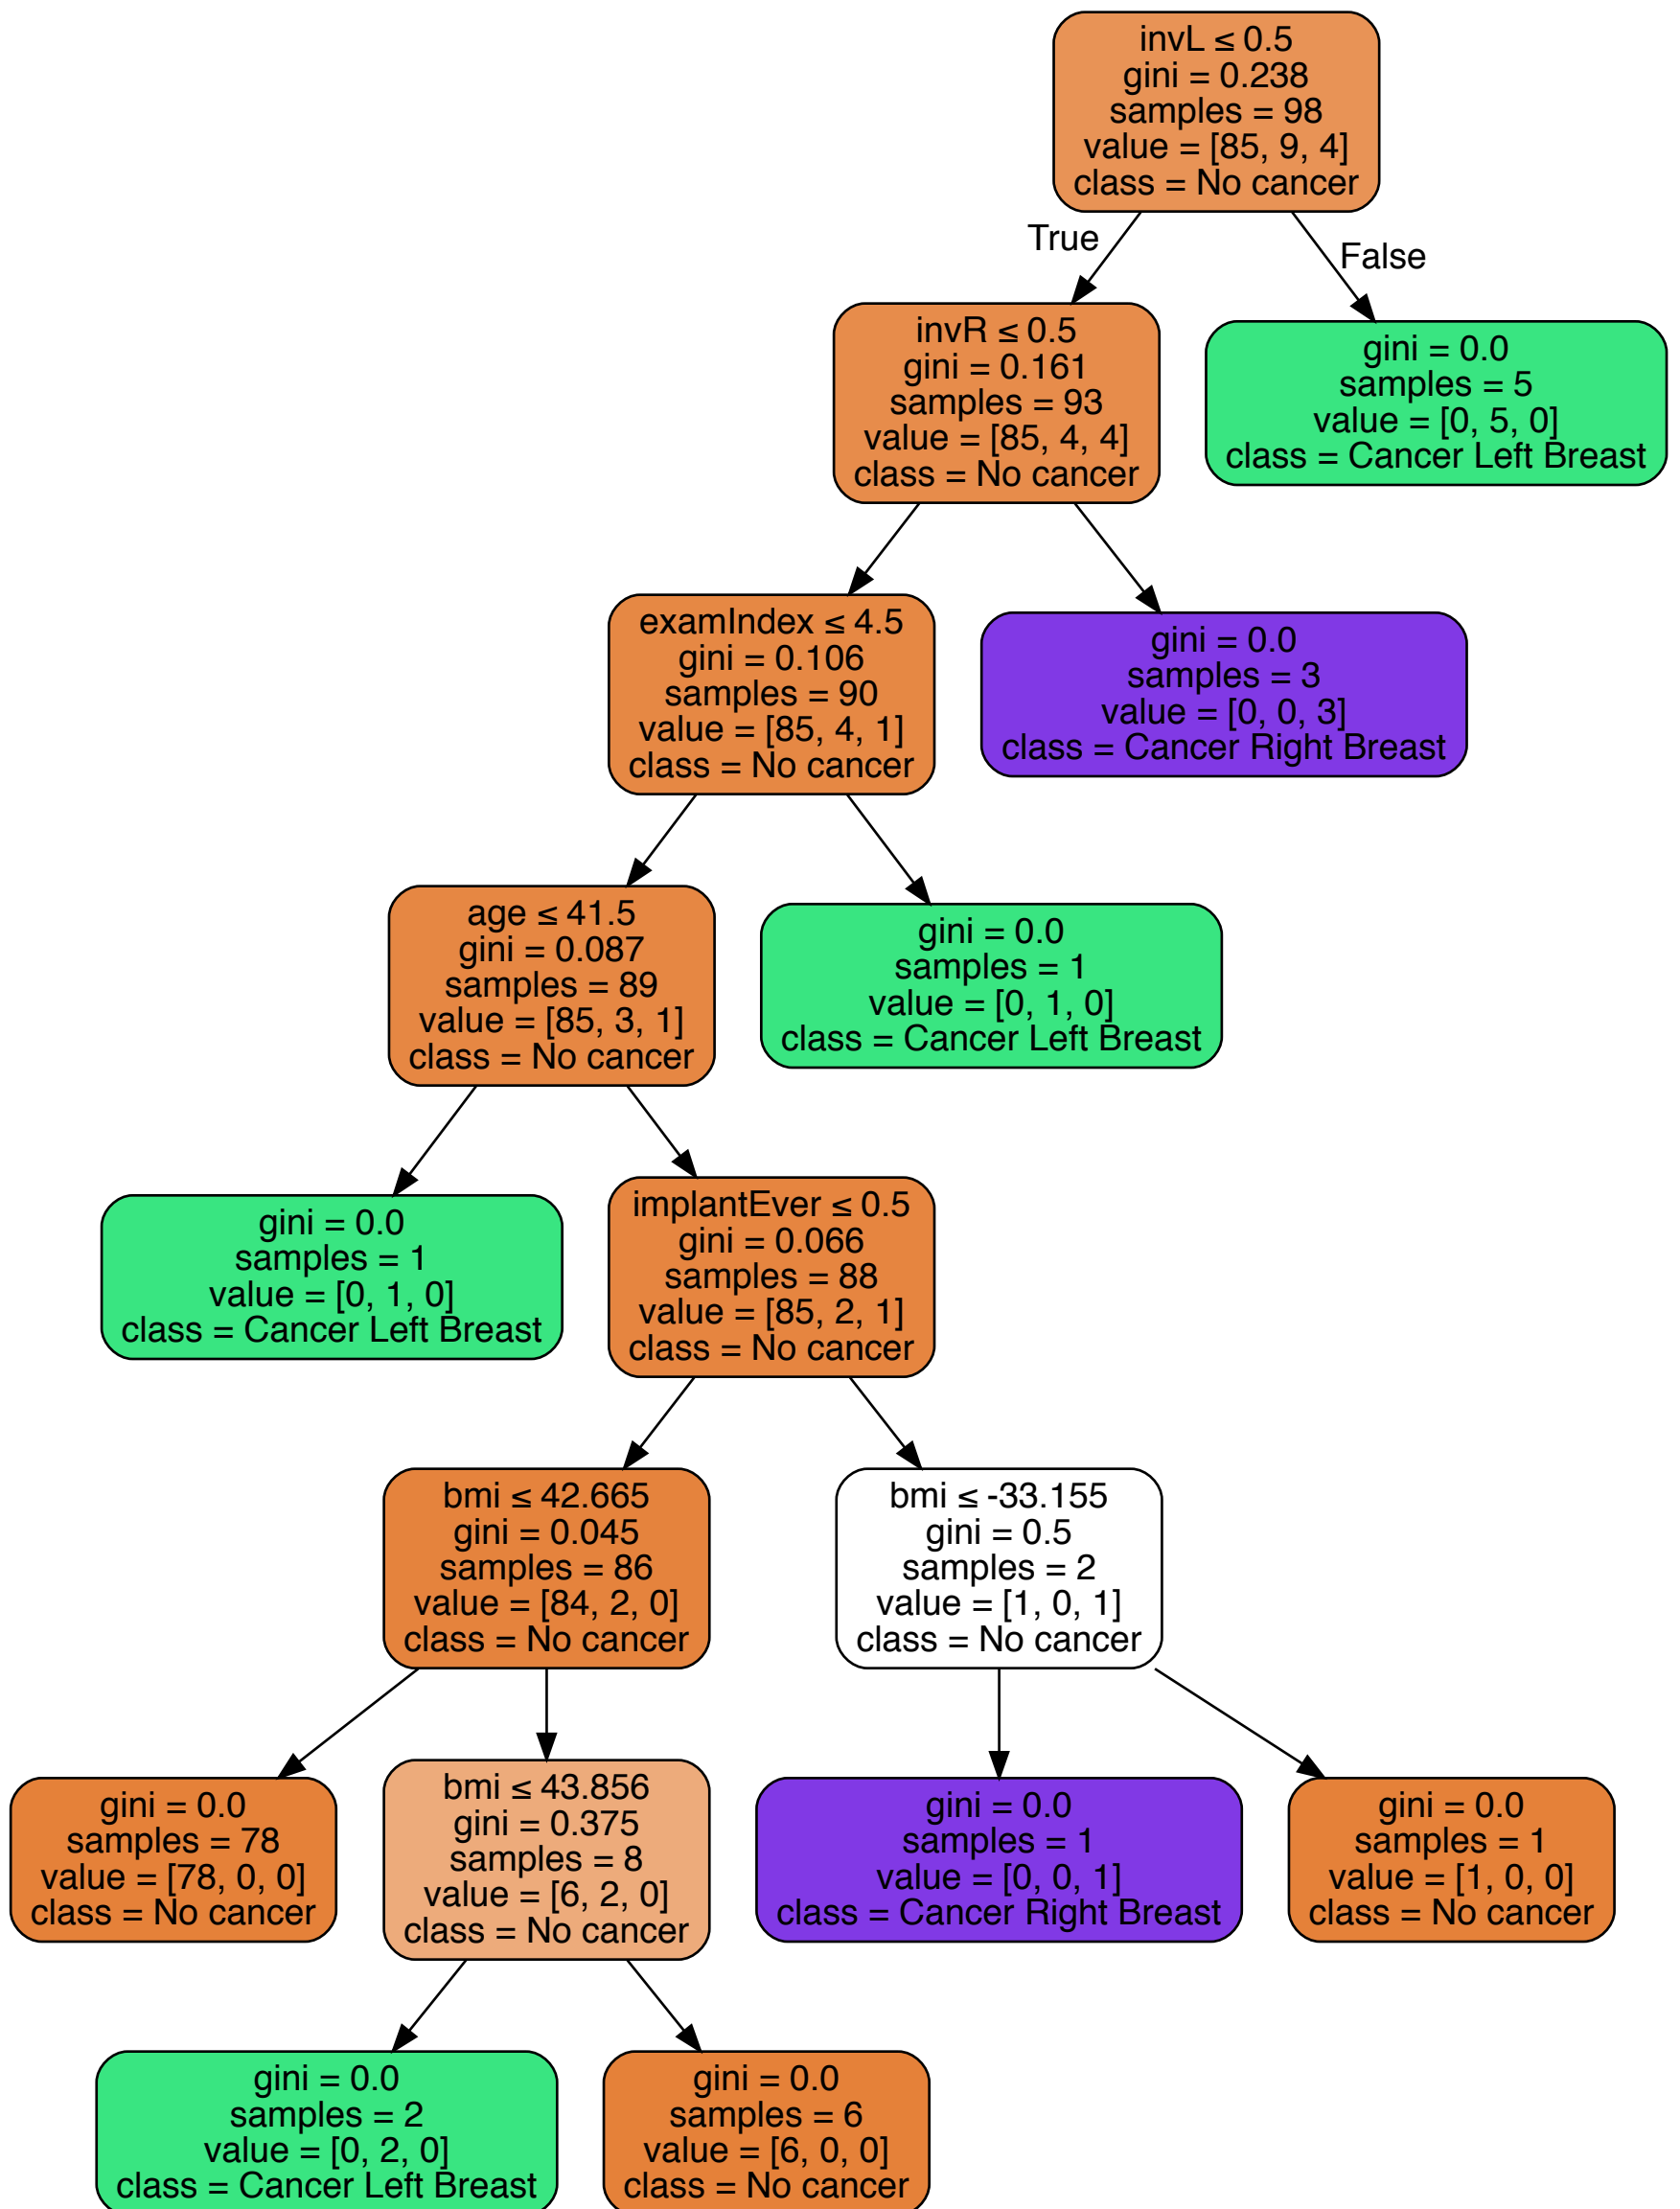 invL ≤ 0.5
gini = 0.238
samples = 98
value = [85, 9, 4]
class = No cancer
True
False
invR ≤ 0.5
gini = 0.161
samples = 93
value = [85, 4, 4]
class = No cancer
gini = 0.0
samples = 5
value = [0, 5, 0]
class = Cancer Left Breast
examIndex ≤ 4.5
gini = 0.106
samples = 90
value = [85, 4, 1]
class = No cancer
gini = 0.0
samples = 3
value = [0, 0, 3]
class = Cancer Right Breast
age ≤ 41.5
gini = 0.087
samples = 89
value = [85, 3, 1]
class = No cancer
gini = 0.0
samples = 1
value = [0, 1, 0]
class = Cancer Left Breast
gini = 0.0
samples = 1
value = [0, 1, 0]
class = Cancer Left Breast
implantEver ≤ 0.5
gini = 0.066
samples = 88
value = [85, 2, 1]
class = No cancer
bmi ≤ 42.665
gini = 0.045
samples = 86
value = [84, 2, 0]
class = No cancer
bmi ≤ -33.155
gini = 0.5
samples = 2
value = [1, 0, 1]
class = No cancer
gini = 0.0
samples = 78
value = [78, 0, 0]
class = No cancer
bmi ≤ 43.856
gini = 0.375
samples = 8
value = [6, 2, 0]
class = No cancer
gini = 0.0
samples = 1
value = [0, 0, 1]
class = Cancer Right Breast
gini = 0.0
samples = 1
value = [1, 0, 0]
class = No cancer
gini = 0.0
samples = 2
value = [0, 2, 0]
class = Cancer Left Breast
gini = 0.0
samples = 6
value = [6, 0, 0]
class = No cancer